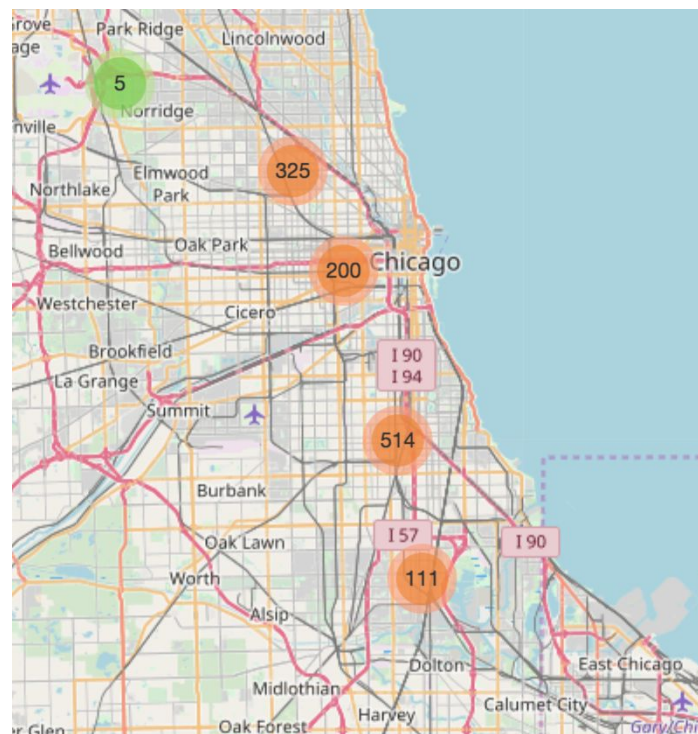 Park Ridge
Lincolnwood
5
Norridge
325
Elmwood
Park
Northlake
Bellwood
Oak Park
200
Chicago
Westchester
Cicero
I 90
I 94
Brookfield
La Grange
Summit
514
Burbank
I 57
I 90
Oak Lawn
111
Worth
Alsip
Dolton
East Chicago
Midlothian
Calumet City
Harvey
Oak Forest